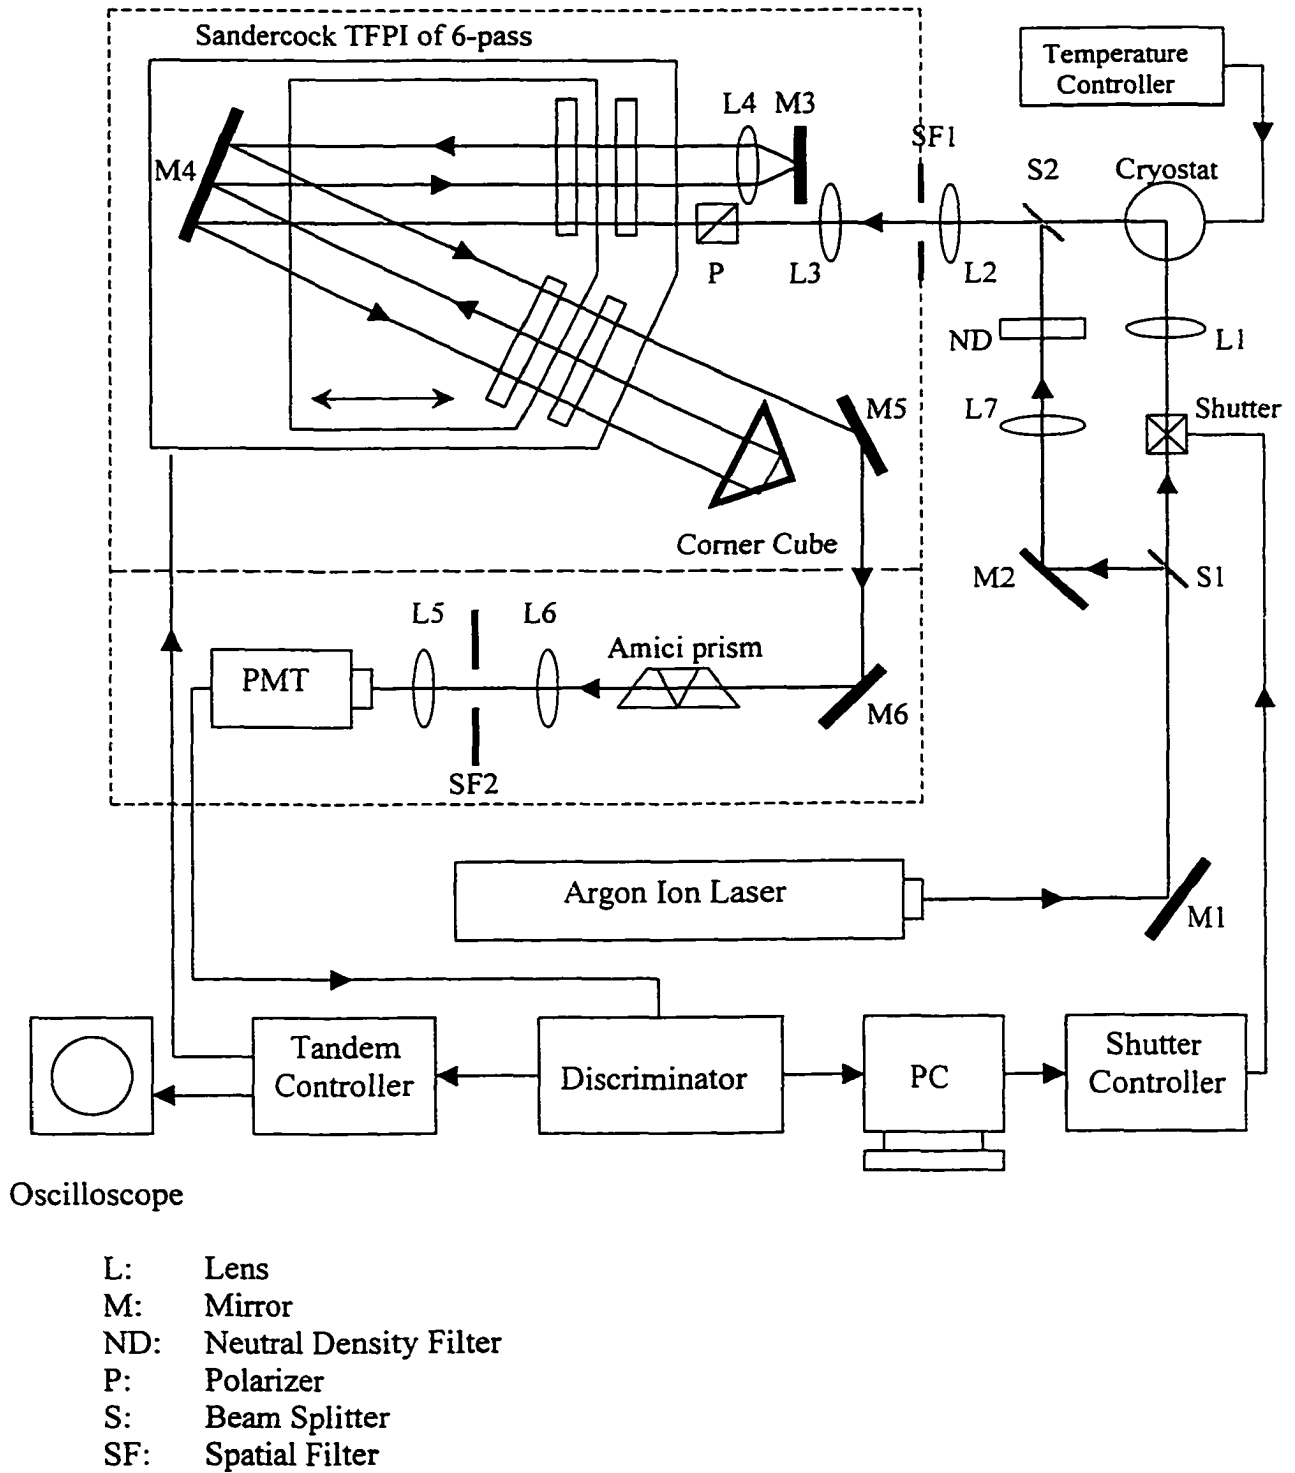 Sandercock TFPI of 6-pass
Temperature
Controller
L4
M3
SF1
S2
Cryostat
M4
P
L3
L2
ND
L1
L7
Shutter
M5
Corner Cube
M2
S1
L5
L6
Amici prism
PMT
M6
SF2
Argon Ion Laser
M1
Tandem
Controller
Discriminator
PC
Shutter
Controller
Oscilloscope
L: Lens
M: Mirror
ND: Neutral Density Filter
P: Polarizer
S: Beam Splitter
SF: Spatial Filter